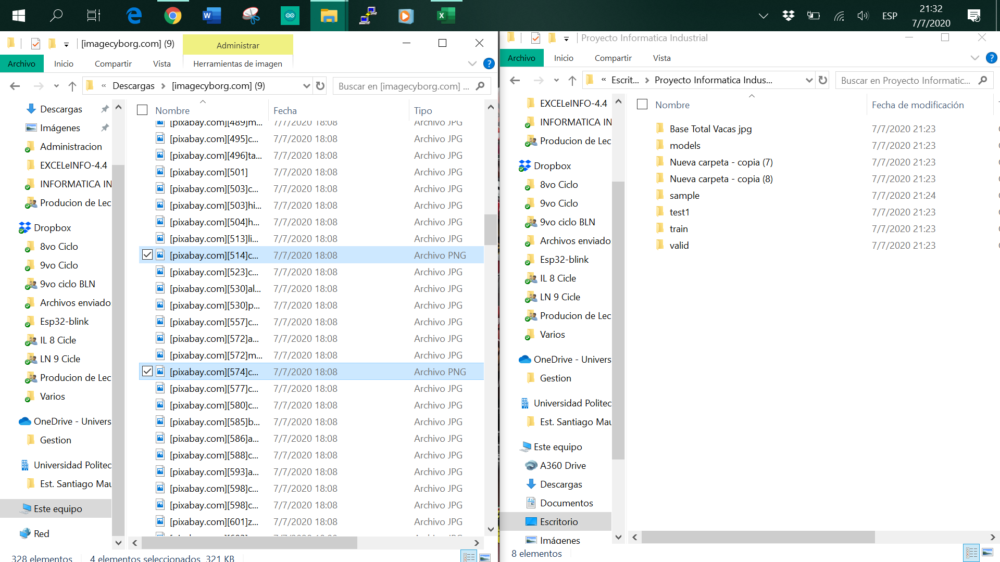 ESP
21:32
7/7/2020
[imagecyborg.com] (9)
Administrar
Archivo
Inicio
Compartir
Vista
Herramientas de imagen
« Descargas > [imagecyborg.com] (9)
Buscar en [imagecyborg.com] ...
Descargas
Imágenes
Administracion
EXCELeINFO-4.4
INFORMATICA IN
Producion de Lec
Dropbox
8vo Ciclo
9vo Ciclo
9vo ciclo BLN
Archivos enviado
Esp32-blink
IL 8 Cicle
LN 9 Cicle
Producion de Lec
Varios
OneDrive - Univers
Gestion
Universidad Politec
Est. Santiago Mau
Este equipo
Red
Nombre Fecha Tipo
[pixabay.com][489]m... 7/7/2020 18:08 Archivo JPG
[pixabay.com][495]c... 7/7/2020 18:08 Archivo JPG
[pixabay.com][496]ta... 7/7/2020 18:08 Archivo JPG
[pixabay.com][501] 7/7/2020 18:08 Archivo JPG
[pixabay.com][503]c... 7/7/2020 18:08 Archivo JPG
[pixabay.com][503]hi... 7/7/2020 18:08 Archivo JPG
[pixabay.com][504]h... 7/7/2020 18:08 Archivo JPG
[pixabay.com][513]li... 7/7/2020 18:08 Archivo JPG
[pixabay.com][514]c... 7/7/2020 18:08 Archivo PNG
[pixabay.com][523]c... 7/7/2020 18:08 Archivo JPG
[pixabay.com][530]al... 7/7/2020 18:08 Archivo JPG
[pixabay.com][530]p... 7/7/2020 18:08 Archivo JPG
[pixabay.com][557]c... 7/7/2020 18:08 Archivo JPG
[pixabay.com][572]a... 7/7/2020 18:08 Archivo JPG
[pixabay.com][572]m... 7/7/2020 18:08 Archivo JPG
[pixabay.com][574]c... 7/7/2020 18:08 Archivo PNG
[pixabay.com][577]c... 7/7/2020 18:08 Archivo JPG
[pixabay.com][580]c... 7/7/2020 18:08 Archivo JPG
[pixabay.com][585]b... 7/7/2020 18:08 Archivo JPG
[pixabay.com][586]a... 7/7/2020 18:08 Archivo JPG
[pixabay.com][588]c... 7/7/2020 18:08 Archivo JPG
[pixabay.com][593]a... 7/7/2020 18:08 Archivo JPG
[pixabay.com][598]c... 7/7/2020 18:08 Archivo JPG
[pixabay.com][598]c... 7/7/2020 18:08 Archivo JPG
[pixabay.com][601]z... 7/7/2020 18:08 Archivo JPG
328 elementos
4 elementos seleccionados 321 KB
Proyecto Informatica Industrial
Archivo
Inicio
Compartir
Vista
« Escrit... > Proyecto Informatica Indus...
Buscar en Proyecto Informatic...
EXCELeINFO-4.4
INFORMATICA IN
Producion de Lec
Dropbox
8vo Ciclo
9vo Ciclo
9vo ciclo BLN
Archivos enviado
Esp32-blink
IL 8 Cicle
LN 9 Cicle
Producion de Lec
Varios
OneDrive - Univers
Gestion
Universidad Politec
Est. Santiago Mau
Este equipo
A360 Drive
Descargas
Documentos
Escritorio
Imágenes
Nombre Fecha de modificación
Base Total Vacas jpg 7/7/2020 21:23
models 7/7/2020 21:23
Nueva carpeta - copia (7) 7/7/2020 21:23
Nueva carpeta - copia (8) 7/7/2020 21:23
sample 7/7/2020 21:24
test1 7/7/2020 21:23
train 7/7/2020 21:23
valid 7/7/2020 21:23
8 elementos